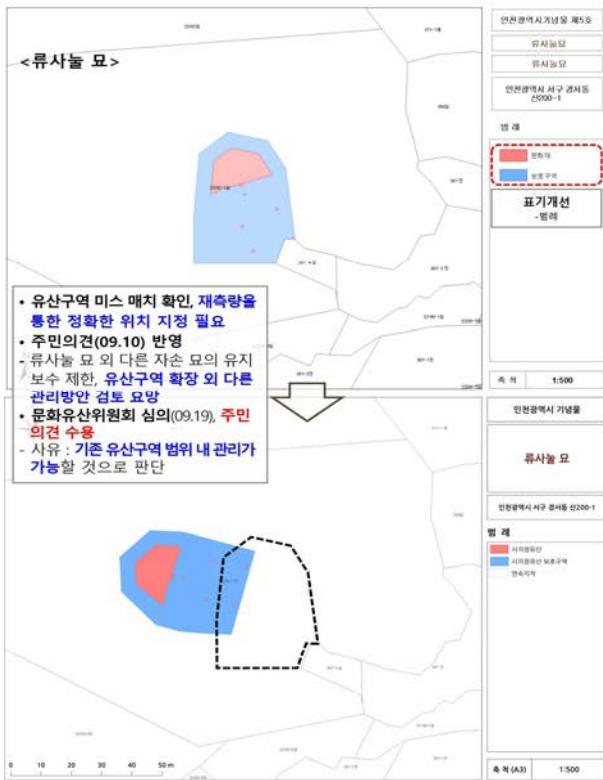 <류사눌 묘>
인천광역시기념물 제5호
류사눌묘
류사눌묘
인천광역시 서구 경서동
산200-1
범 례
문화재
보호구역
표기개선
-범례
축 척 1:500
• 유산구역 미스 매치 확인, 재측량을
통한 정확한 위치 지정 필요
• 주민의견(09.10) 반영
- 류사눌 묘 외 다른 자손 묘의 유지
보수 제한, 유산구역 확장 외 다른
관리방안 검토 요망
• 문화유산위원회 심의(09.19), 주민
의견 수용
- 사유 : 기존 유산구역 범위 내 관리가
가능할 것으로 판단
인천광역시 기념물
류사눌 묘
인천광역시 서구 경서동 산200-1
범 례
시지정유산
시지정유산 보호구역
연속지적
0 10 20 30 40 50 m
축 척 (A3) 1:500